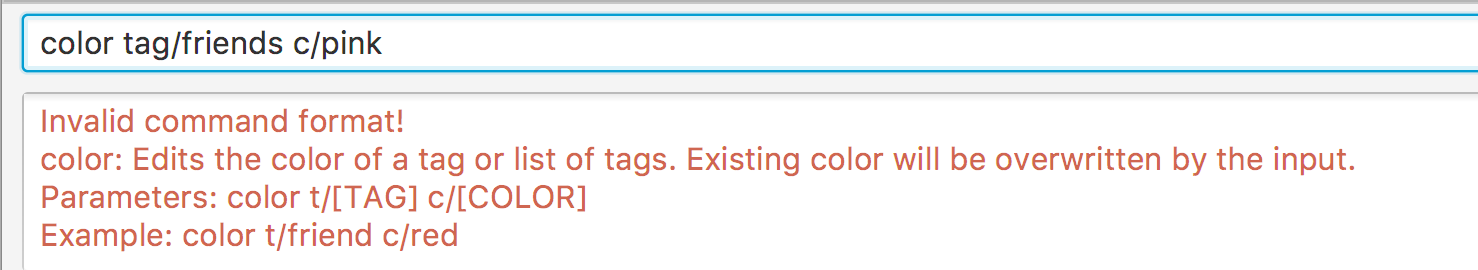 color tag/friends c/pink
Invalid command format!
color: Edits the color of a tag or list of tags. Existing color will be overwritten by the input.
Parameters: color t/[TAG] c/[COLOR]
Example: color t/friend c/red